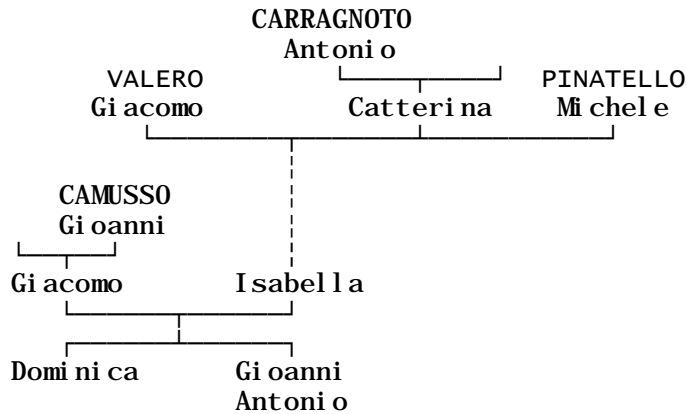 CARRAGNOTO
Antonio
VALERO PINATELLO
Giacomo Catterina Michele
CAMUSSO
Gioanni
Giacomo Isabella
Dominica Gioanni
Antonio